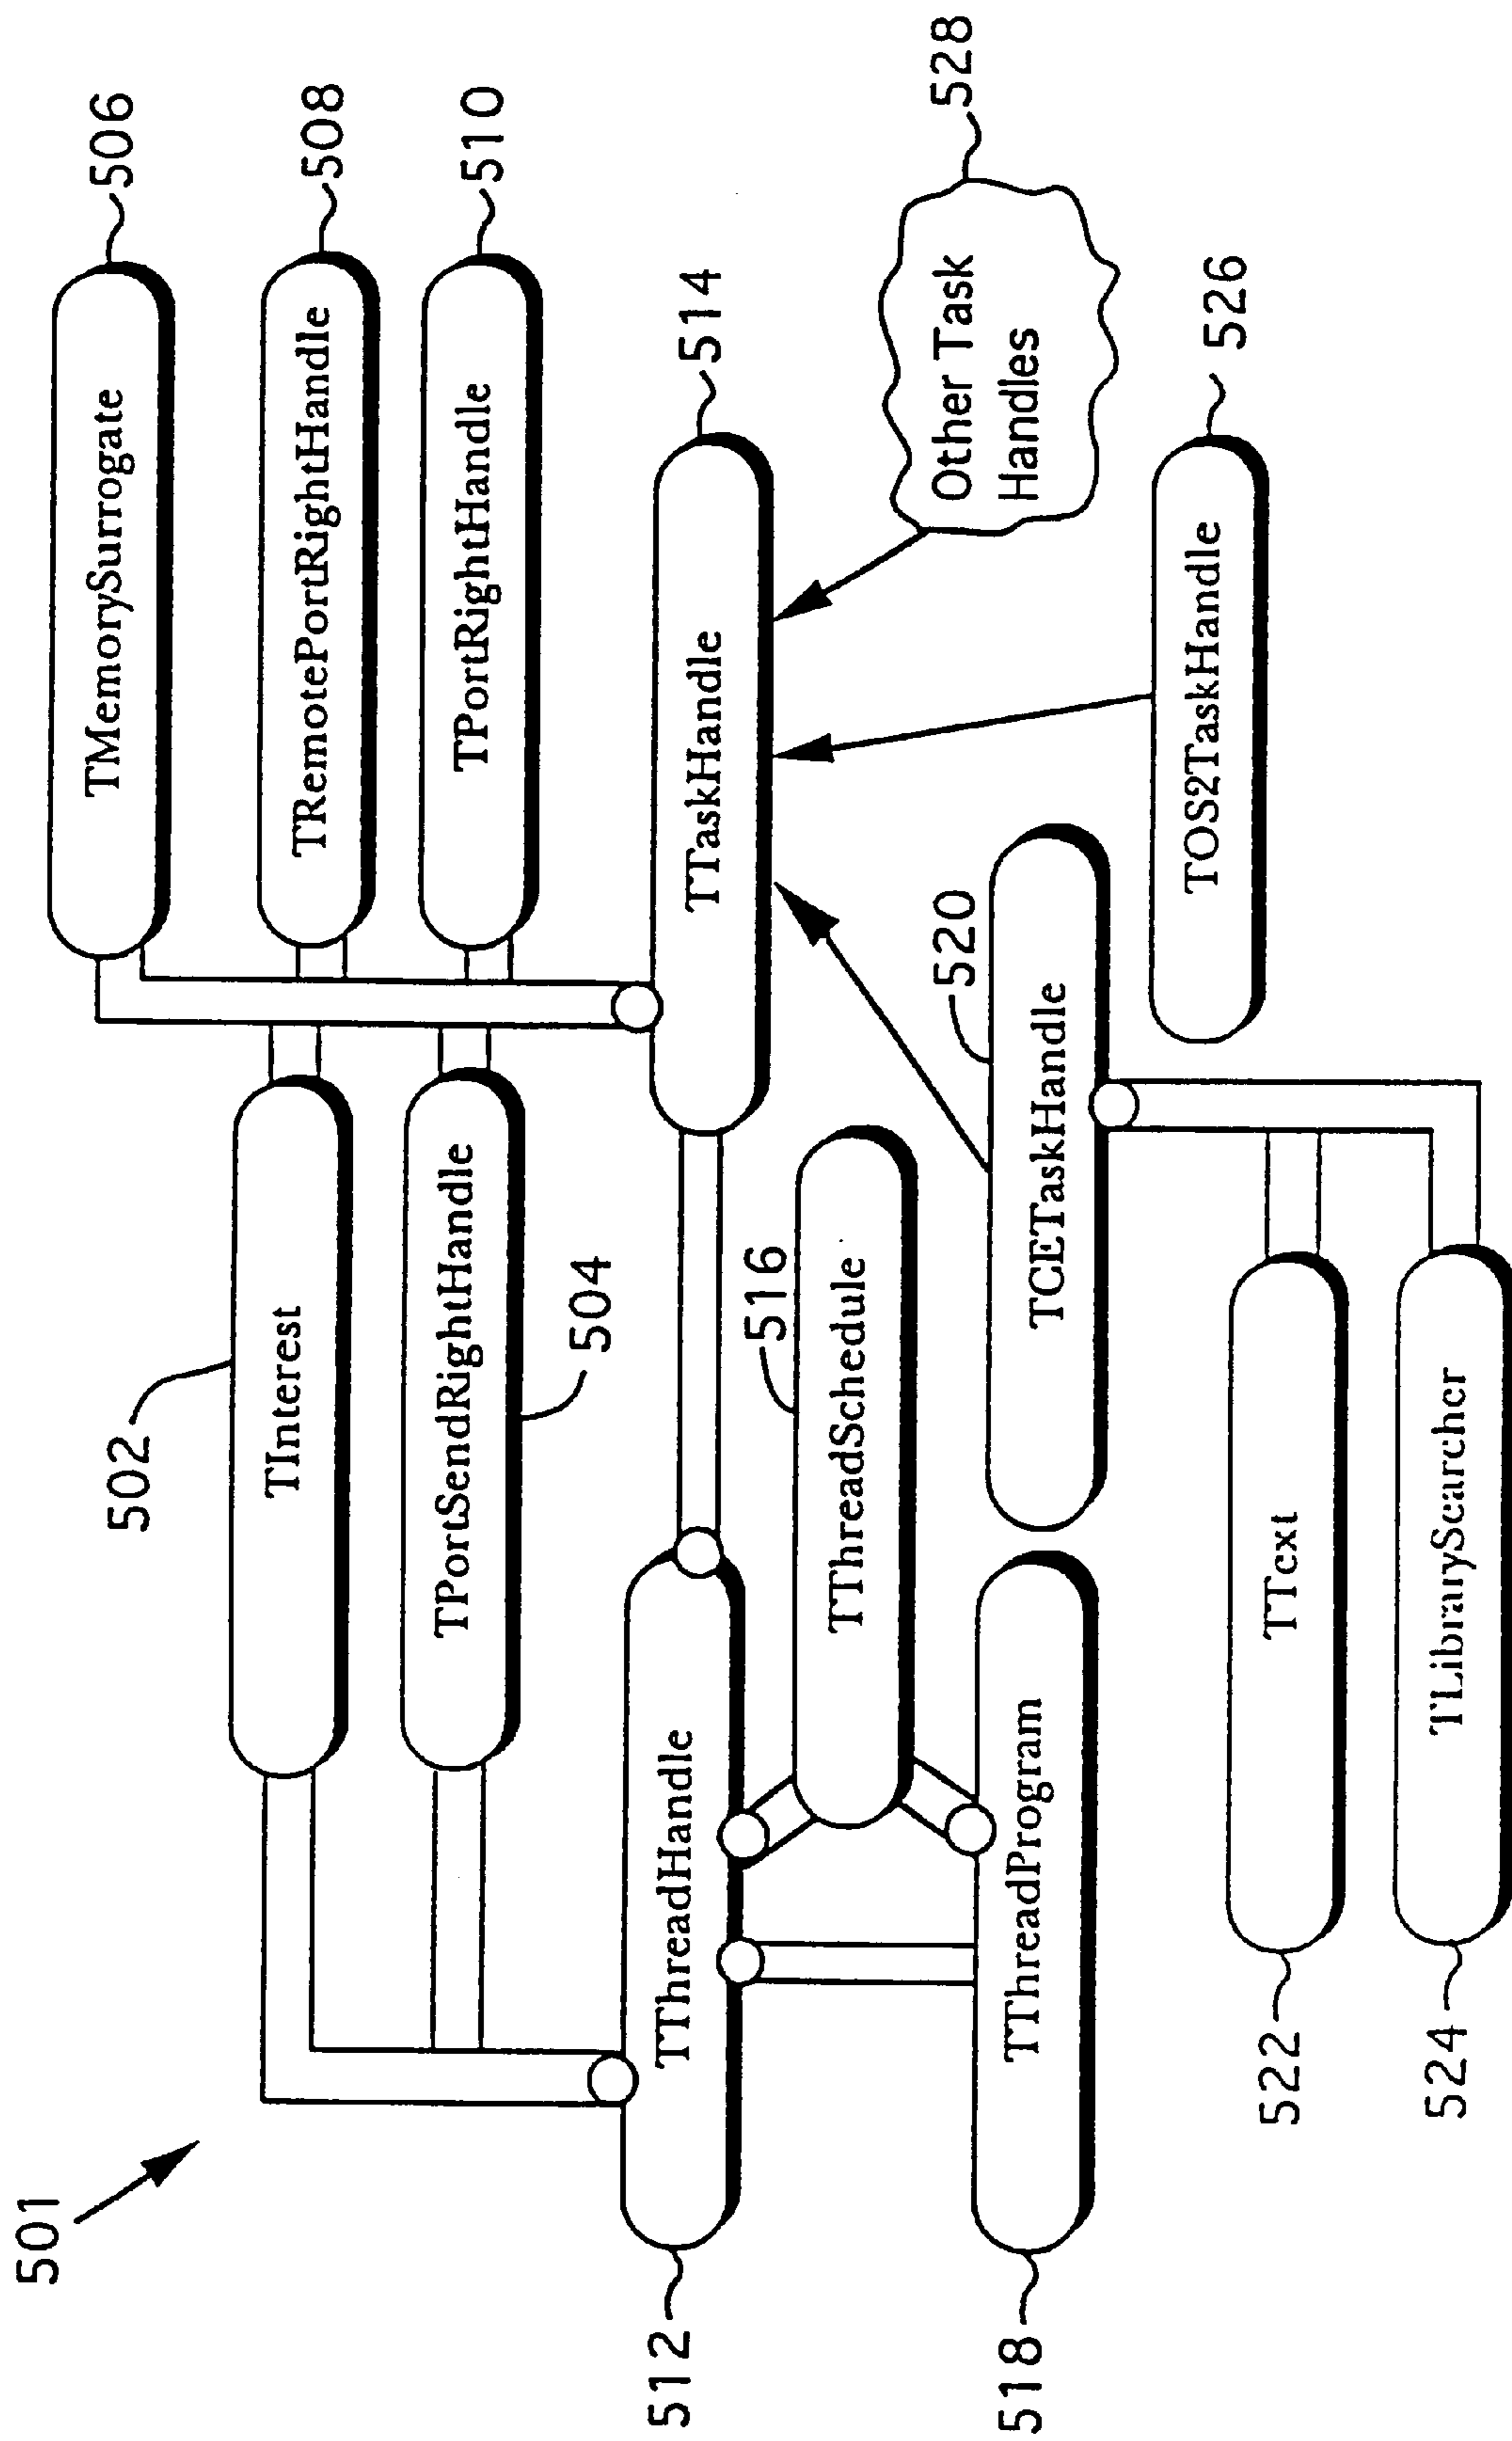 501
502
506
TMemorySurrogate
TInterest
508
TRemotePortRightHandle
TPortSendRightHandle
504
510
TPortRightHandle
512
TThreadHandle
514
TTaskHandle
516
TThreadSchedule
528
Other Task
Handles
518
TThreadProgram
520
TCETaskHandle
526
TOS2TaskHandle
522
TText
524
TLibrarySearcher